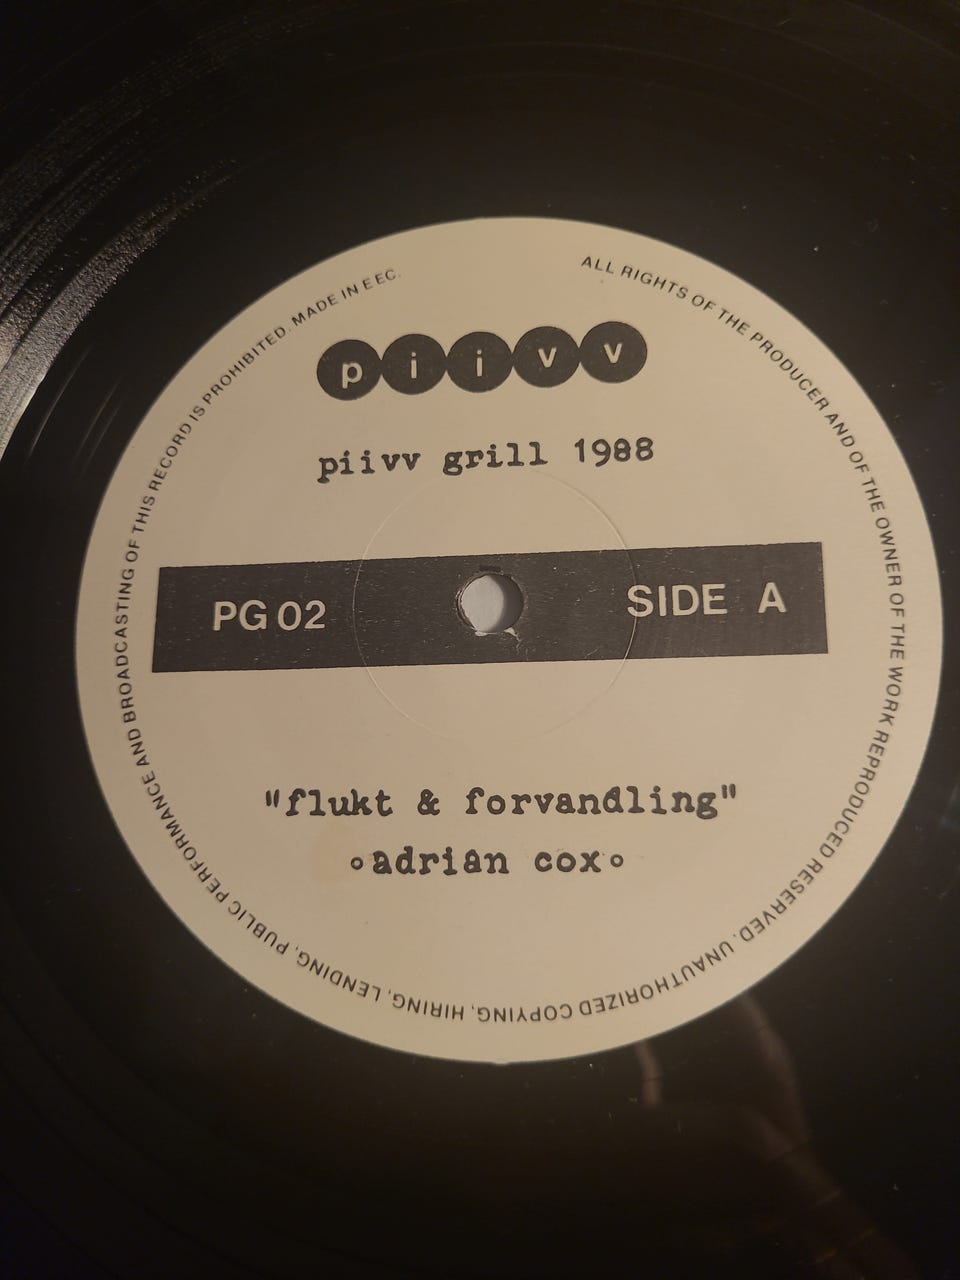 piivv
piivv grill 1988
PG 02 SIDE A
"flukt & forvandling"
∘adrian cox∘
ALL RIGHTS OF THE PRODUCER AND OF THE OWNER OF THE WORK REPRODUCED RESERVED. UNAUTHORIZED COPYING, HIRING, LENDING, PUBLIC PERFORMANCE AND BROADCASTING OF THIS RECORD IS PROHIBITED. MADE IN EEC.